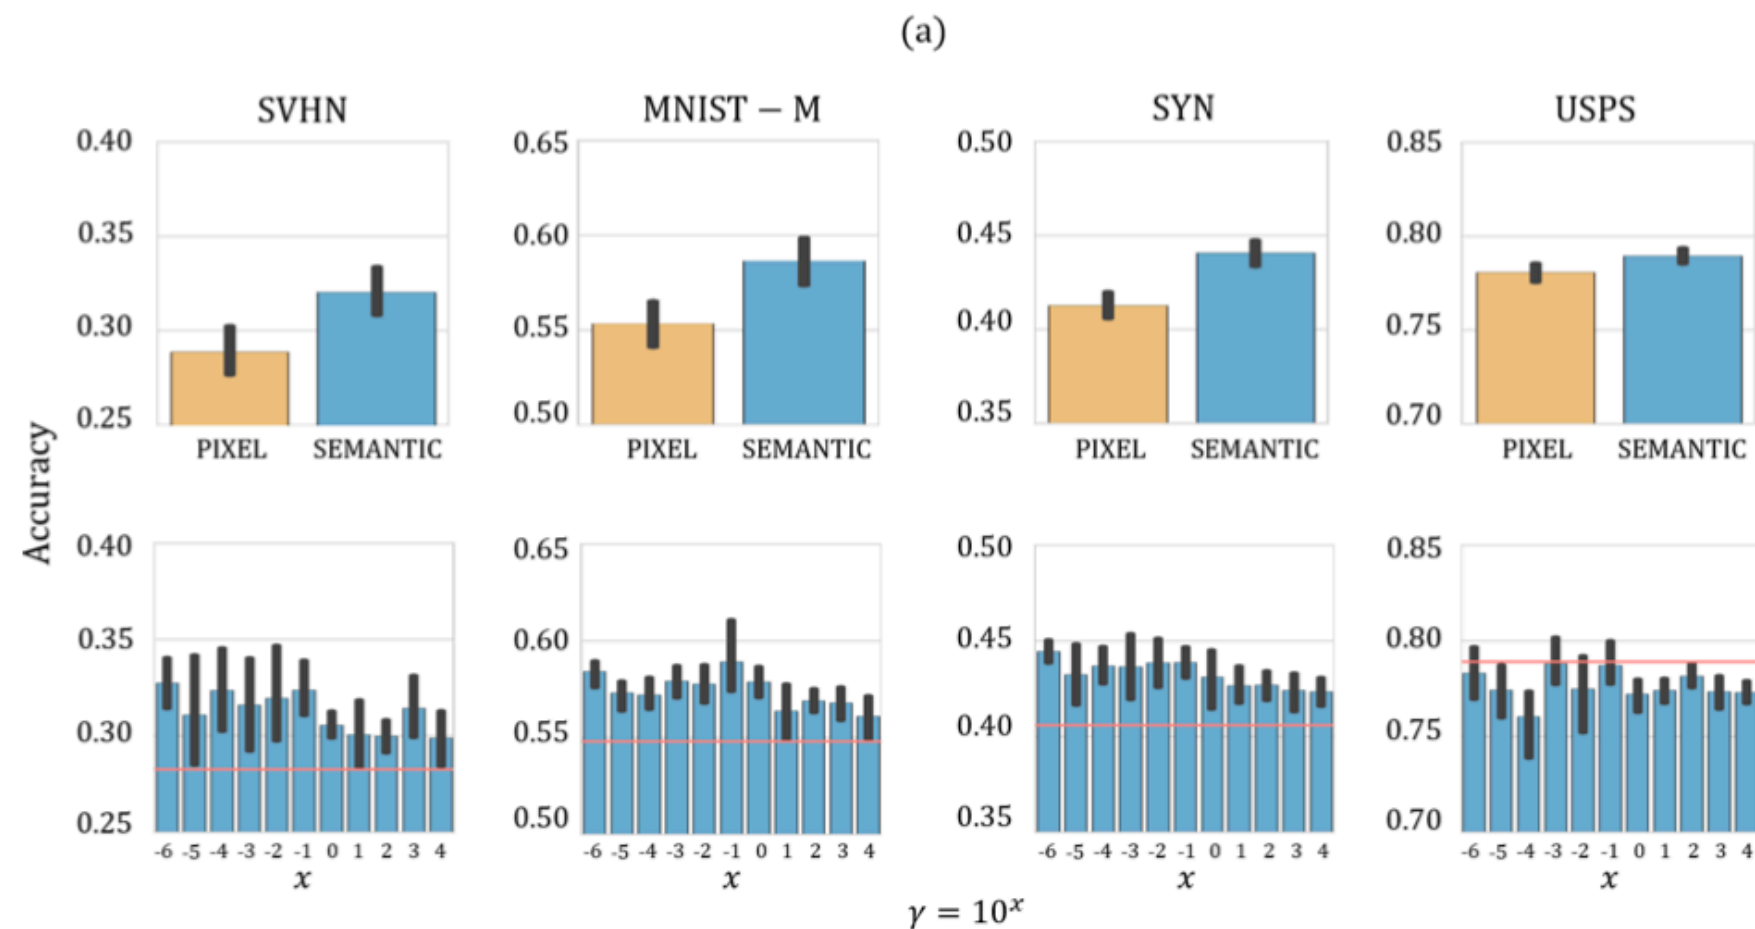 (a)
SVHN MNIST – M SYN USPS
0.40 0.65 0.50 0.85
0.35 0.60 0.45 0.80
0.30 0.55 0.40 0.75
0.25 0.50 0.35 0.70
PIXEL SEMANTIC PIXEL SEMANTIC PIXEL SEMANTIC PIXEL SEMANTIC
Accuracy
0.40 0.65 0.50 0.85
0.35 0.60 0.45 0.80
0.30 0.55 0.40 0.75
0.25 0.50 0.35 0.70
-6 -5 -4 -3 -2 -1 0 1 2 3 4 -6 -5 -4 -3 -2 -1 0 1 2 3 4 -6 -5 -4 -3 -2 -1 0 1 2 3 4 -6 -5 -4 -3 -2 -1 0 1 2 3 4
x x x x
γ = 10ˣ